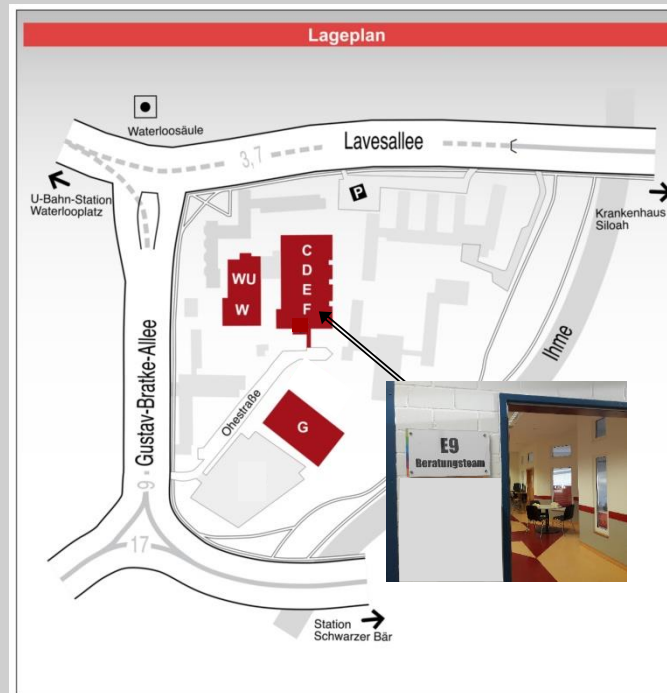 Lageplan
Waterloosäule
Lavesallee
3,7
P
U-Bahn-Station
Waterlooplatz
Krankenhaus
Siloah
C
D
E
F
WU
W
Gustav-Bratke-Allee
Ihme
Ohestraße
G
E9
Beratungsteam
9
17
Station
Schwarzer Bär